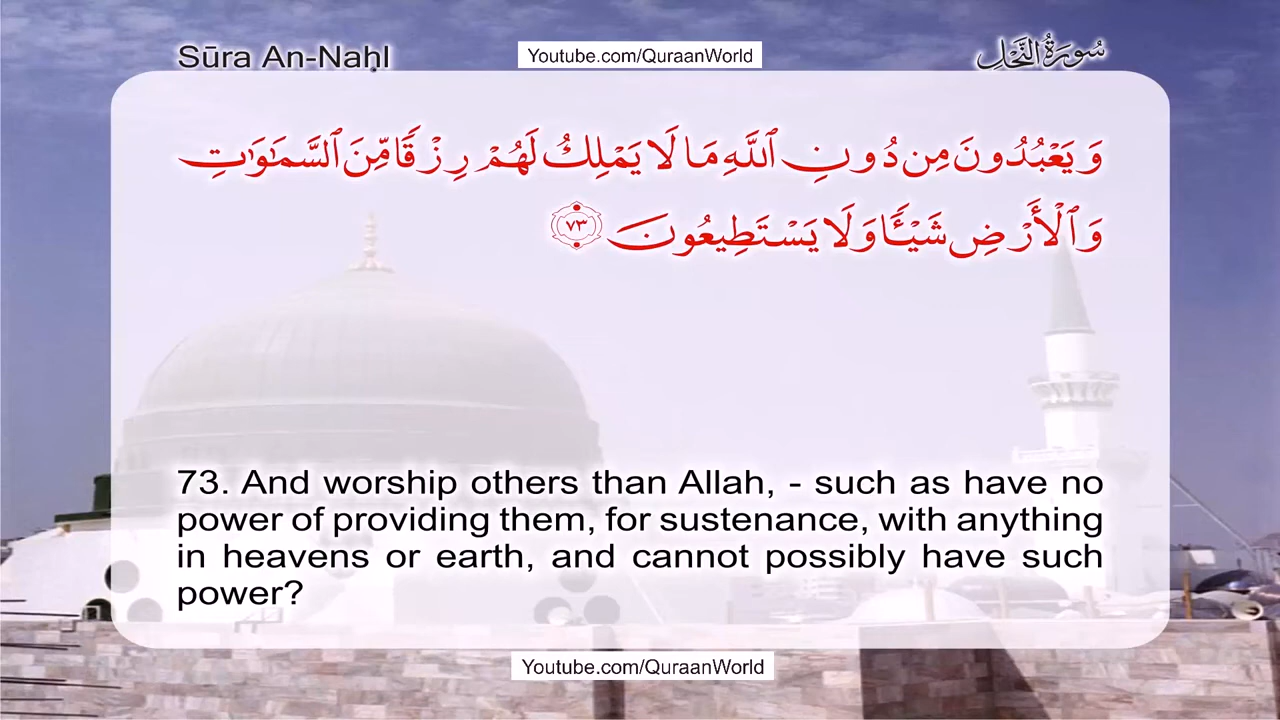 Sūra An-Naḥl
Youtube.com/QuraanWorld
سُورَةُ النَّحْلِ
وَيَعْبُدُونَ مِن دُونِ ٱللَّهِ مَا لَا يَمْلِكُ لَهُمْ رِزْقًا مِّنَ ٱلسَّمَٰوَٰتِ
وَٱلْأَرْضِ شَيْـًٔا وَلَا يَسْتَطِيعُونَ ٧٣
73. And worship others than Allah, - such as have no
power of providing them, for sustenance, with anything
in heavens or earth, and cannot possibly have such
power?
Youtube.com/QuraanWorld